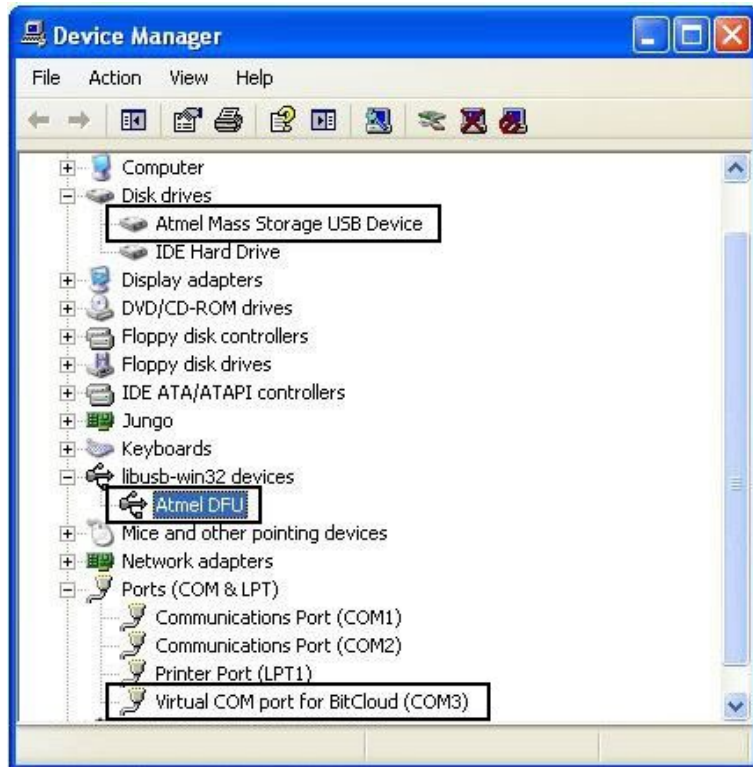 Device Manager
File Action View Help
Computer
Disk drives
Atmel Mass Storage USB Device
IDE Hard Drive
Display adapters
DVD/CD-ROM drives
Floppy disk controllers
Floppy disk drives
IDE ATA/ATAPI controllers
Jungo
Keyboards
libusb-win32 devices
Atmel DFU
Mice and other pointing devices
Network adapters
Ports (COM & LPT)
Communications Port (COM1)
Communications Port (COM2)
Printer Port (LPT1)
Virtual COM port for BitCloud (COM3)